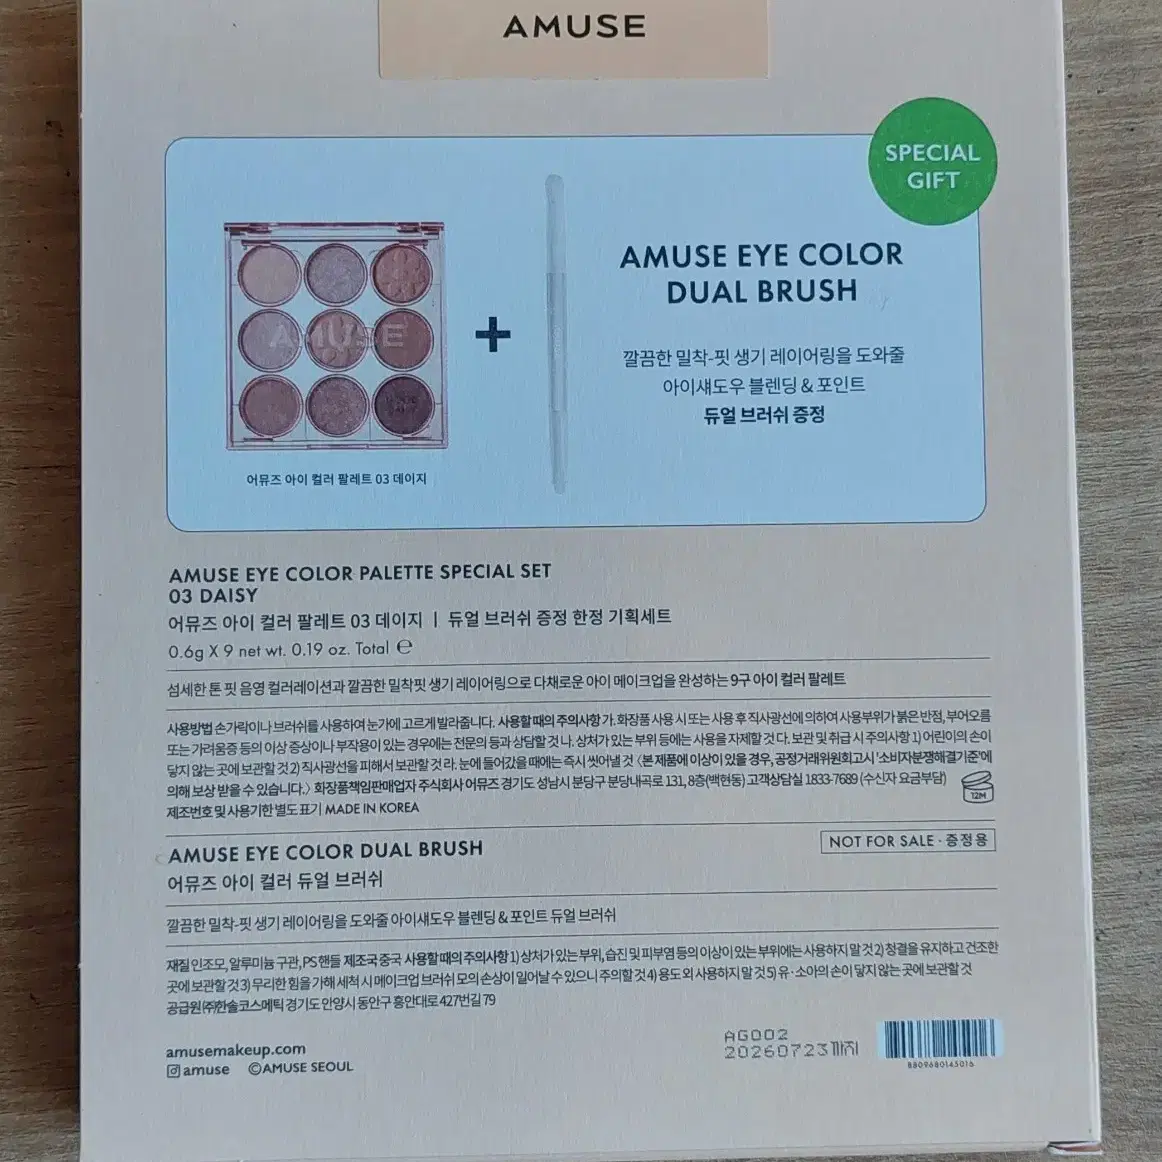 AMUSE
SPECIAL
GIFT
AMUSE EYE COLOR
DUAL BRUSH
AMUSE
+
깔끔한 밀착-핏 생기 레이어링을 도와줄
아이섀도우 블렌딩 & 포인트
듀얼 브러쉬 증정
어뮤즈 아이 컬러 팔레트 03 데이지
AMUSE EYE COLOR PALETTE SPECIAL SET
03 DAISY
어뮤즈 아이 컬러 팔레트 03 데이지 | 듀얼 브러쉬 증정 한정 기획세트
0.6g X 9 net wt. 0.19 oz. Total ℮
섬세한 톤 핏 음영 컬러레이션과 깔끔한 밀착핏 생기 레이어링으로 다채로운 아이 메이크업을 완성하는 9구 아이 컬러 팔레트
사용방법 손가락이나 브러쉬를 사용하여 눈가에 고르게 발라줍니다. 사용할 때의 주의사항 가. 화장품 사용 시 또는 사용 후 직사광선에 의하여 사용부위가 붉은 반점, 부어오름
또는 가려움증 등의 이상 증상이나 부작용이 있는 경우에는 전문의 등과 상담할 것 나. 상처가 있는 부위 등에는 사용을 자제할 것 다. 보관 및 취급 시 주의사항 1) 어린이의 손이
닿지 않는 곳에 보관할 것 2) 직사광선을 피해서 보관할 것 라. 눈에 들어갔을 때에는 즉시 씻어낼 것 〈본 제품에 이상이 있을 경우, 공정거래위원회고시 '소비자분쟁해결기준'에
의해 보상 받을 수 있습니다.〉 화장품책임판매업자 주식회사 어뮤즈 경기도 성남시 분당구 분당내곡로 131, 8층(백현동) 고객상담실 1833-7689 (수신자 요금부담)
12M
제조번호 및 사용기한 별도 표기 MADE IN KOREA
AMUSE EYE COLOR DUAL BRUSH
NOT FOR SALE · 증정용
어뮤즈 아이 컬러 듀얼 브러쉬
깔끔한 밀착-핏 생기 레이어링을 도와줄 아이섀도우 블렌딩 & 포인트 듀얼 브러쉬
재질 인조모, 알루미늄 구관, PS 핸들 제조국 중국 사용할 때의 주의사항 1) 상처가 있는 부위, 습진 및 피부염 등의 이상이 있는 부위에는 사용하지 말 것 2) 청결을 유지하고 건조한
곳에 보관할 것 3) 무리한 힘을 가해 세척 시 메이크업 브러쉬 모의 손상이 일어날 수 있으니 주의할 것 4) 용도 외 사용하지 말 것 5) 유·소아의 손이 닿지 않는 곳에 보관할 것
공급원 ㈜한솔코스메틱 경기도 안양시 동안구 흥안대로 427번길 79
amusemakeup.com
amuse ©AMUSE SEOUL
AG002
20260723까지
8809680145016